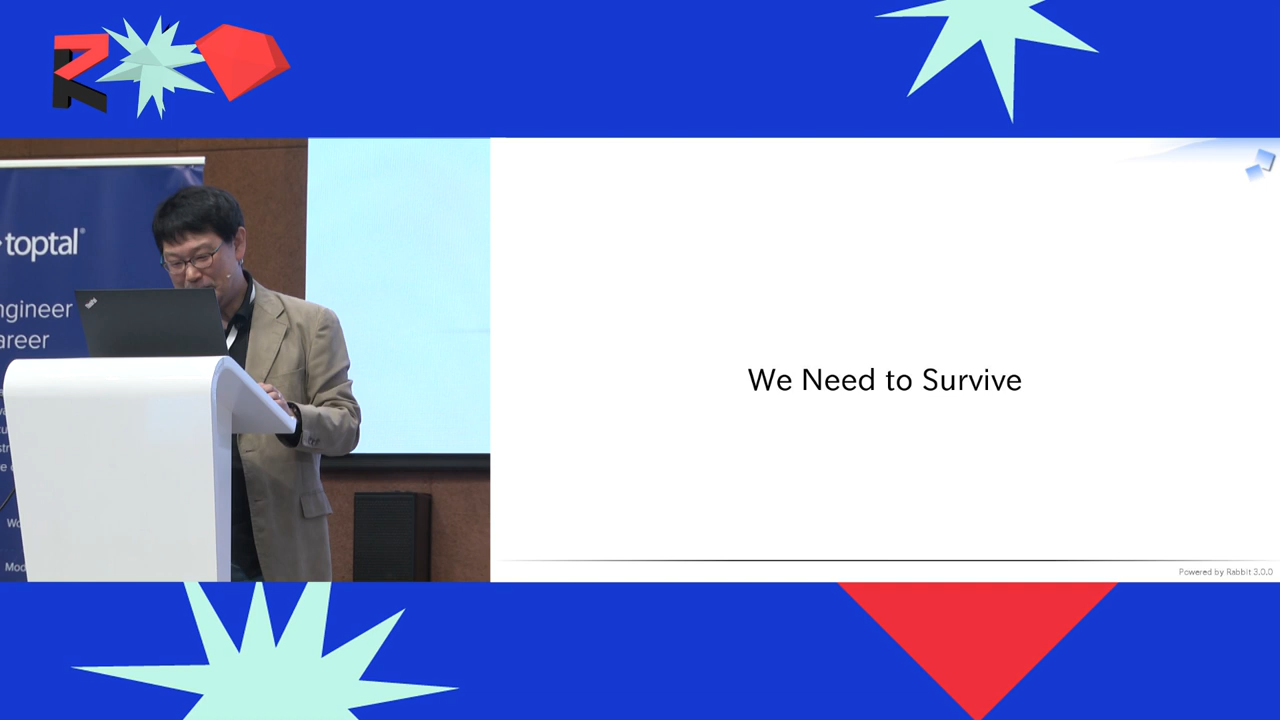 toptal
ngineer
areer
We Need to Survive
Powered by Rabbit 3.0.0